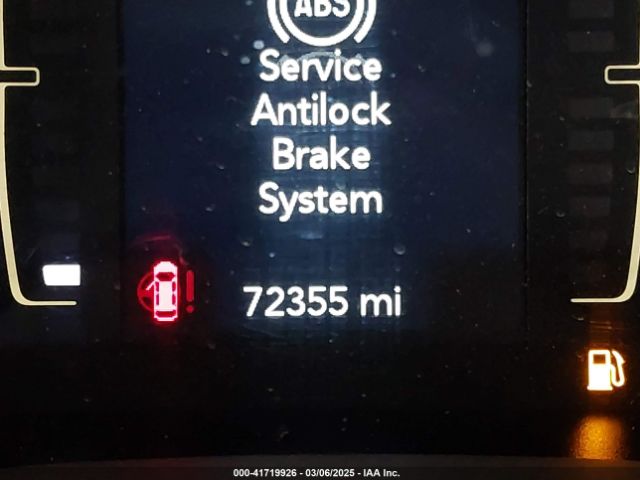 ABS
Service
Antilock
Brake
System
72355 mi
000-41719926 - 03/06/2025 - IAA Inc.